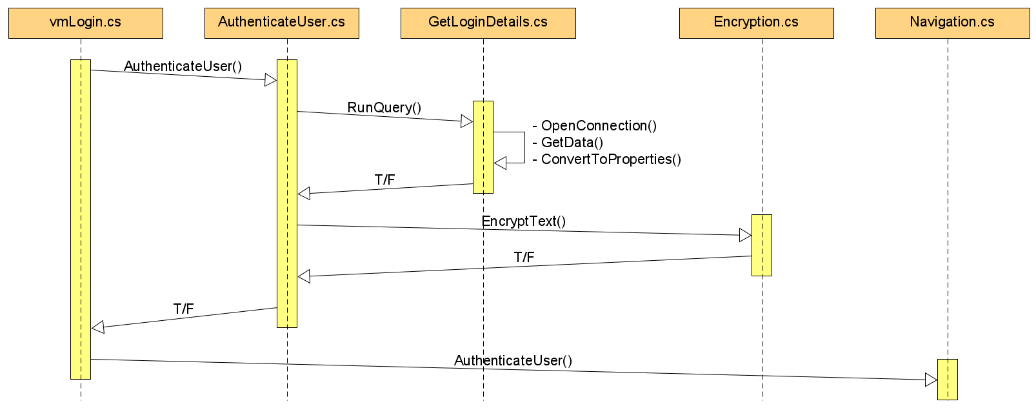 vmLogin.cs
AuthenticateUser.cs
GetLoginDetails.cs
Encryption.cs
Navigation.cs
AuthenticateUser()
RunQuery()
- OpenConnection()
- GetData()
- ConvertToProperties()
T/F
EncryptText()
T/F
T/F
AuthenticateUser()